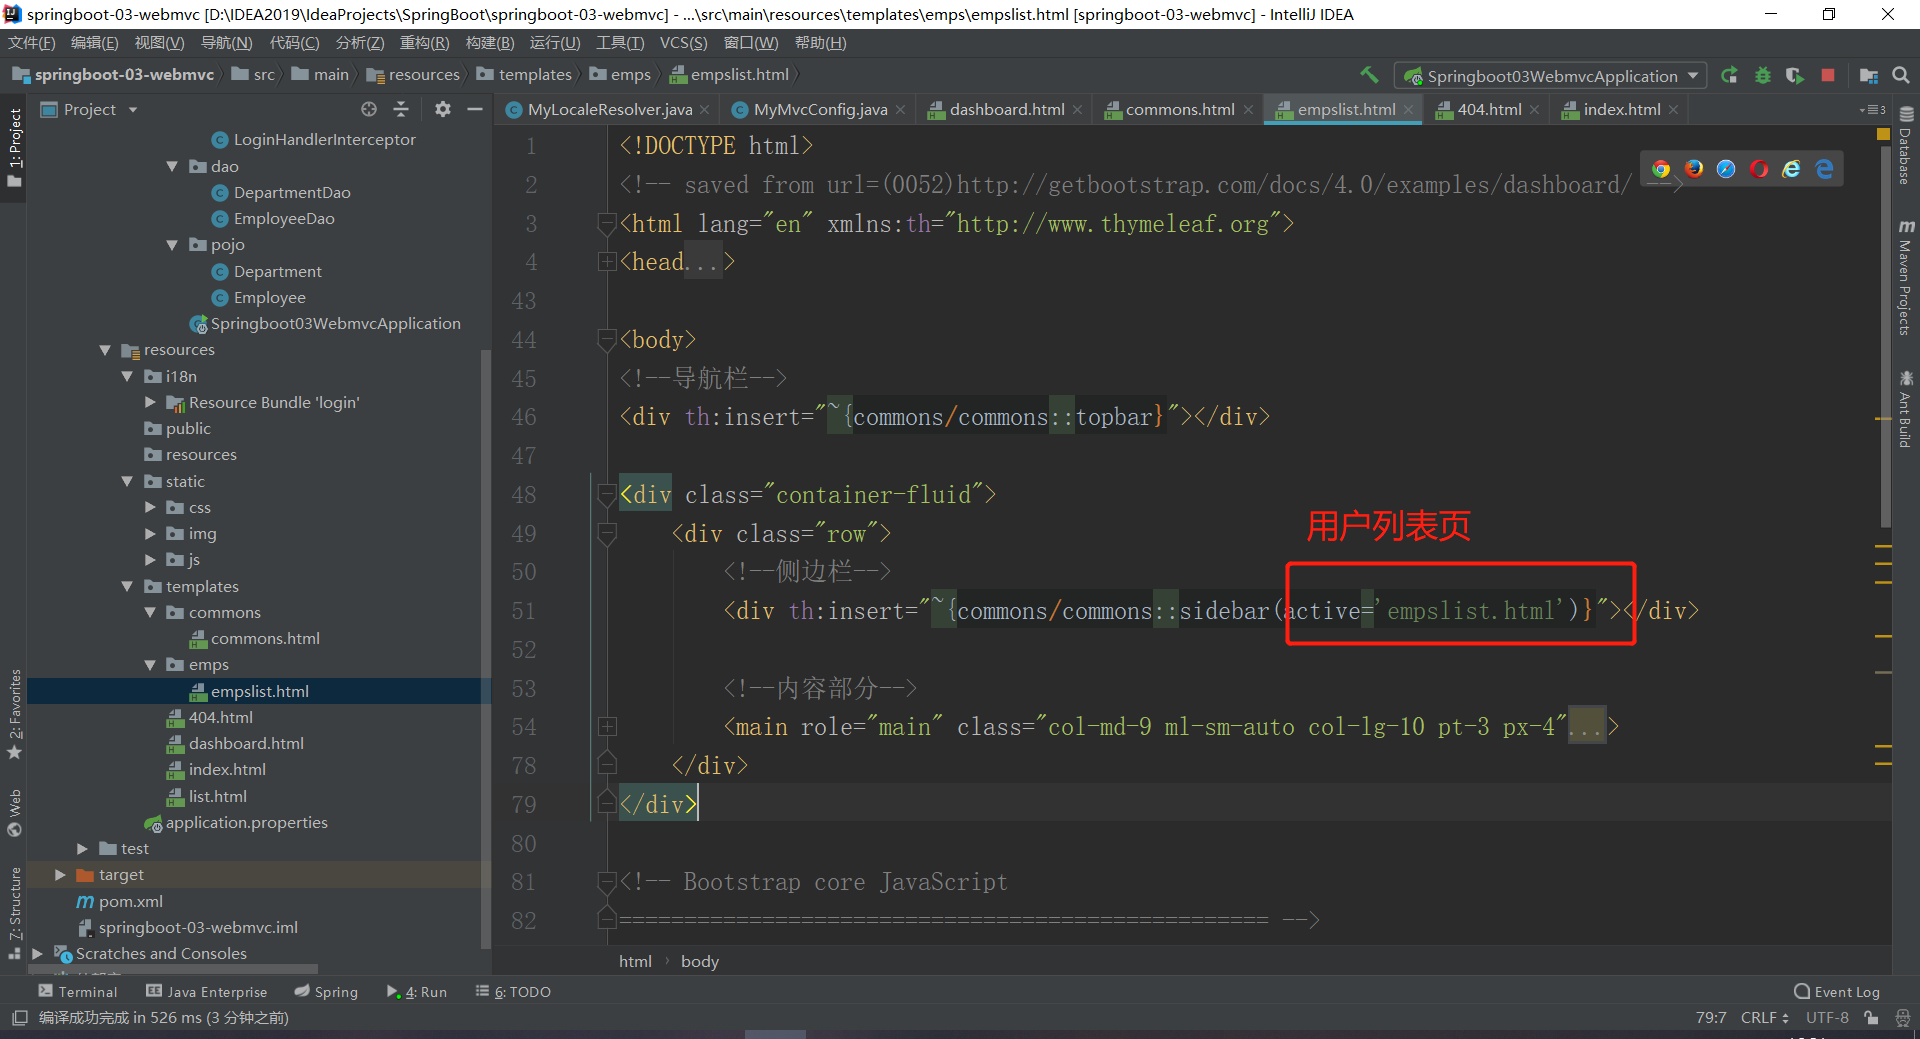 springboot-03-webmvc [D:\IDEA2019\IdeaProjects\SpringBoot\springboot-03-webmvc] - ...\src\main\resources\templates\emps\empslist.html [springboot-03-webmvc] - IntelliJ IDEA
文件(F) 编辑(E) 视图(V) 导航(N) 代码(C) 分析(Z) 重构(R) 构建(B) 运行(U) 工具(T) VCS(S) 窗口(W) 帮助(H)
springboot-03-webmvc src main resources templates emps empslist.html
Springboot03WebmvcApplication
Project
MyLocaleResolver.java MyMvcConfig.java dashboard.html commons.html empslist.html 404.html index.html
3
1: Project
2: Favorites
Web
Z: Structure
LoginHandlerInterceptor
dao
DepartmentDao
EmployeeDao
pojo
Department
Employee
Springboot03WebmvcApplication
resources
i18n
Resource Bundle 'login'
public
resources
static
css
img
js
templates
commons
commons.html
emps
empslist.html
404.html
dashboard.html
index.html
list.html
application.properties
test
target
pom.xml
springboot-03-webmvc.iml
Scratches and Consoles
1 <!DOCTYPE html>
2 <!-- saved from url=(0052)http://getbootstrap.com/docs/4.0/examples/dashboard/ -->
3 <html lang="en" xmlns:th="http://www.thymeleaf.org">
4 <head...>
43
44 <body>
45 <!--导航栏-->
46 <div th:insert="~{commons/commons::topbar}"></div>
47
48 <div class="container-fluid">
49 <div class="row">
用户列表页
50 <!--侧边栏-->
51 <div th:insert="~{commons/commons::sidebar(active='empslist.html')}"></div>
52
53 <!--内容部分-->
54 <main role="main" class="col-md-9 ml-sm-auto col-lg-10 pt-3 px-4"...>
78 </div>
79 </div>
80
81 <!-- Bootstrap core JavaScript
82 ================================================== -->
html › body
Database
Maven Projects
Ant Build
Terminal Java Enterprise Spring 4: Run 6: TODO Event Log
编译成功完成 in 526 ms (3 分钟之前) 79:7 CRLF UTF-8